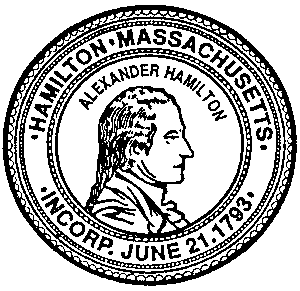 ·HAMILTON·MASSACHUSETTS·
ALEXANDER HAMILTON
·INCORP. JUNE 21, 1793·